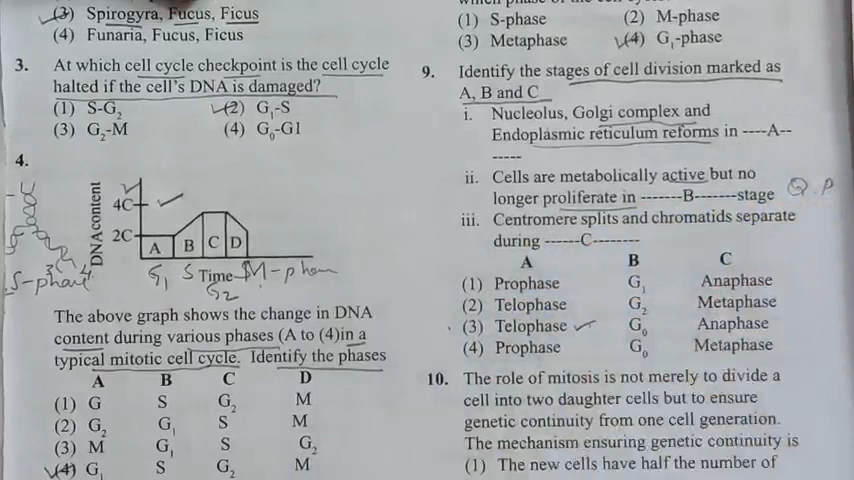 (3) Spirogyra, Fucus, Ficus
(4) Funaria, Fucus, Ficus
3. At which cell cycle checkpoint is the cell cycle
halted if the cell's DNA is damaged?
(1) S-G₂ (2) G₁-S
(3) G₂-M (4) G₀-G1
4.
DNA content
4C
2C
A B C D
G₁ S Time M-phase
G₂
S-phase
The above graph shows the change in DNA
content during various phases (A to (4)in a
typical mitotic cell cycle. Identify the phases
A B C D
(1) G S G₂ M
(2) G₂ G₁ S M
(3) M G₁ S G₂
(4) G₁ S G₂ M
(1) S-phase (2) M-phase
(3) Metaphase (4) G₁-phase
9. Identify the stages of cell division marked as
A, B and C
i. Nucleolus, Golgi complex and
Endoplasmic reticulum reforms in ----A--
-----
ii. Cells are metabolically active but no
longer proliferate in -------B-------stage
Q.P
iii. Centromere splits and chromatids separate
during ------C--------
A B C
(1) Prophase G₁ Anaphase
(2) Telophase G₂ Metaphase
(3) Telophase G₀ Anaphase
(4) Prophase G₀ Metaphase
10. The role of mitosis is not merely to divide a
cell into two daughter cells but to ensure
genetic continuity from one cell generation.
The mechanism ensuring genetic continuity is
(1) The new cells have half the number of